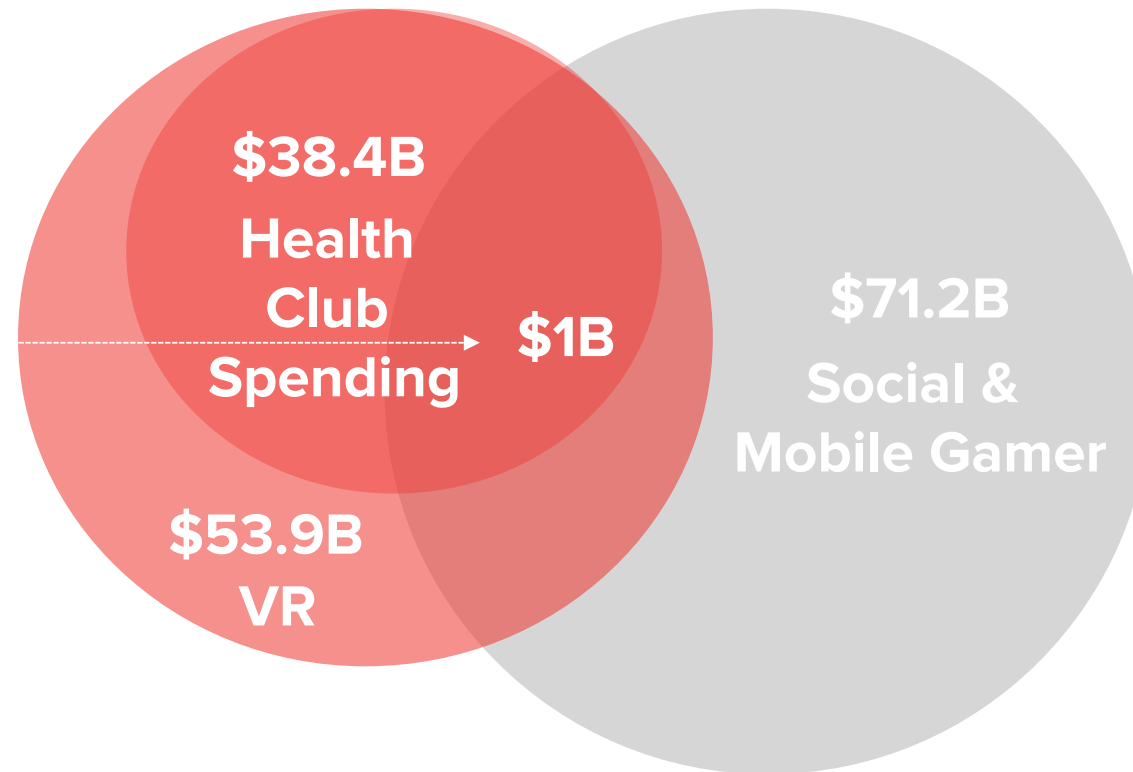 $38.4B
Health
Club
Spending
$1B
$53.9B
VR
$71.2B
Social &
Mobile Gamer